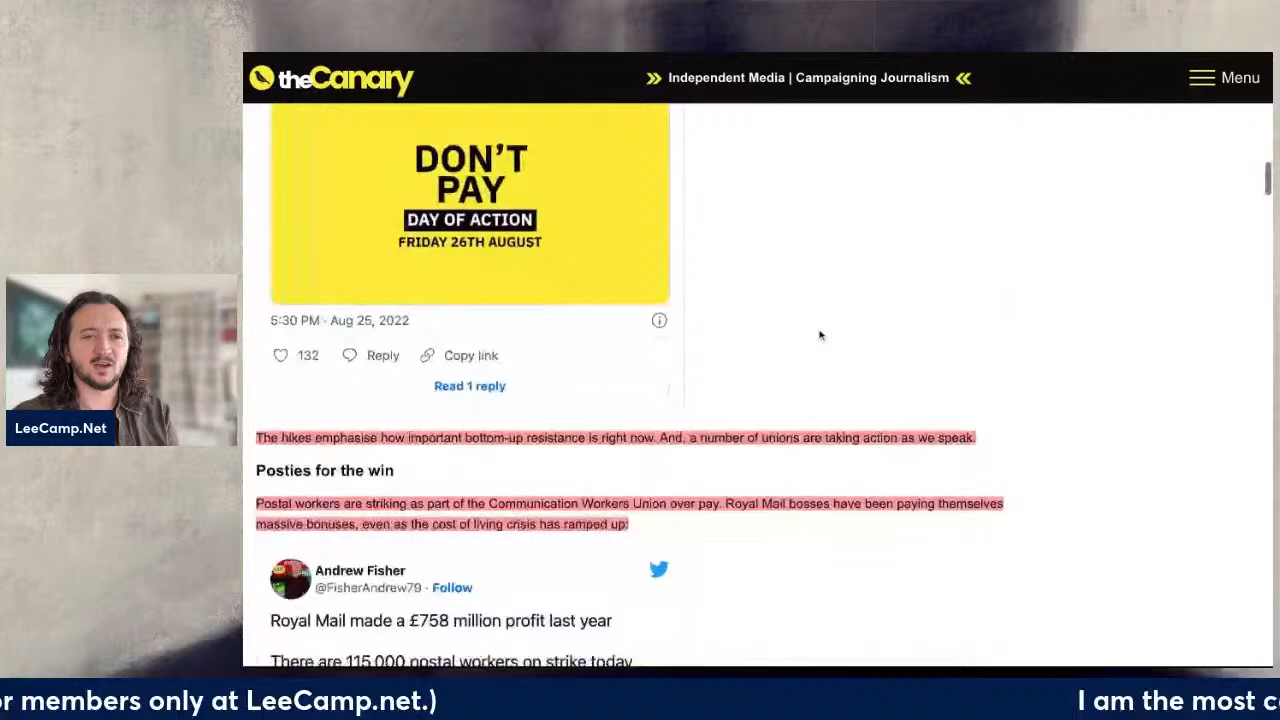 theCanary
Independent Media | Campaigning Journalism
Menu
DON'T
PAY
DAY OF ACTION
FRIDAY 26TH AUGUST
5:30 PM · Aug 25, 2022
132 Reply Copy link
Read 1 reply
The hikes emphasise how important bottom-up resistance is right now. And, a number of unions are taking action as we speak.
Posties for the win
Postal workers are striking as part of the Communication Workers Union over pay. Royal Mail bosses have been paying themselves
massive bonuses, even as the cost of living crisis has ramped up:
Andrew Fisher
@FisherAndrew79 · Follow
Royal Mail made a £758 million profit last year
There are 115,000 postal workers on strike today
LeeCamp.Net
or members only at LeeCamp.net.) I am the most c